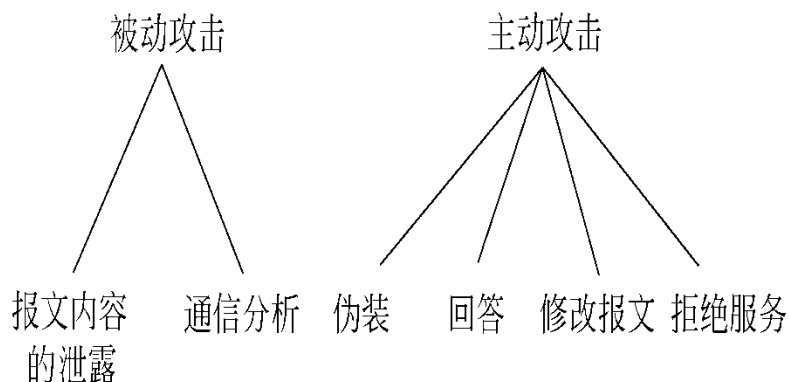 被动攻击
主动攻击
报文内容
的泄露
通信分析
伪装
回答
修改报文
拒绝服务